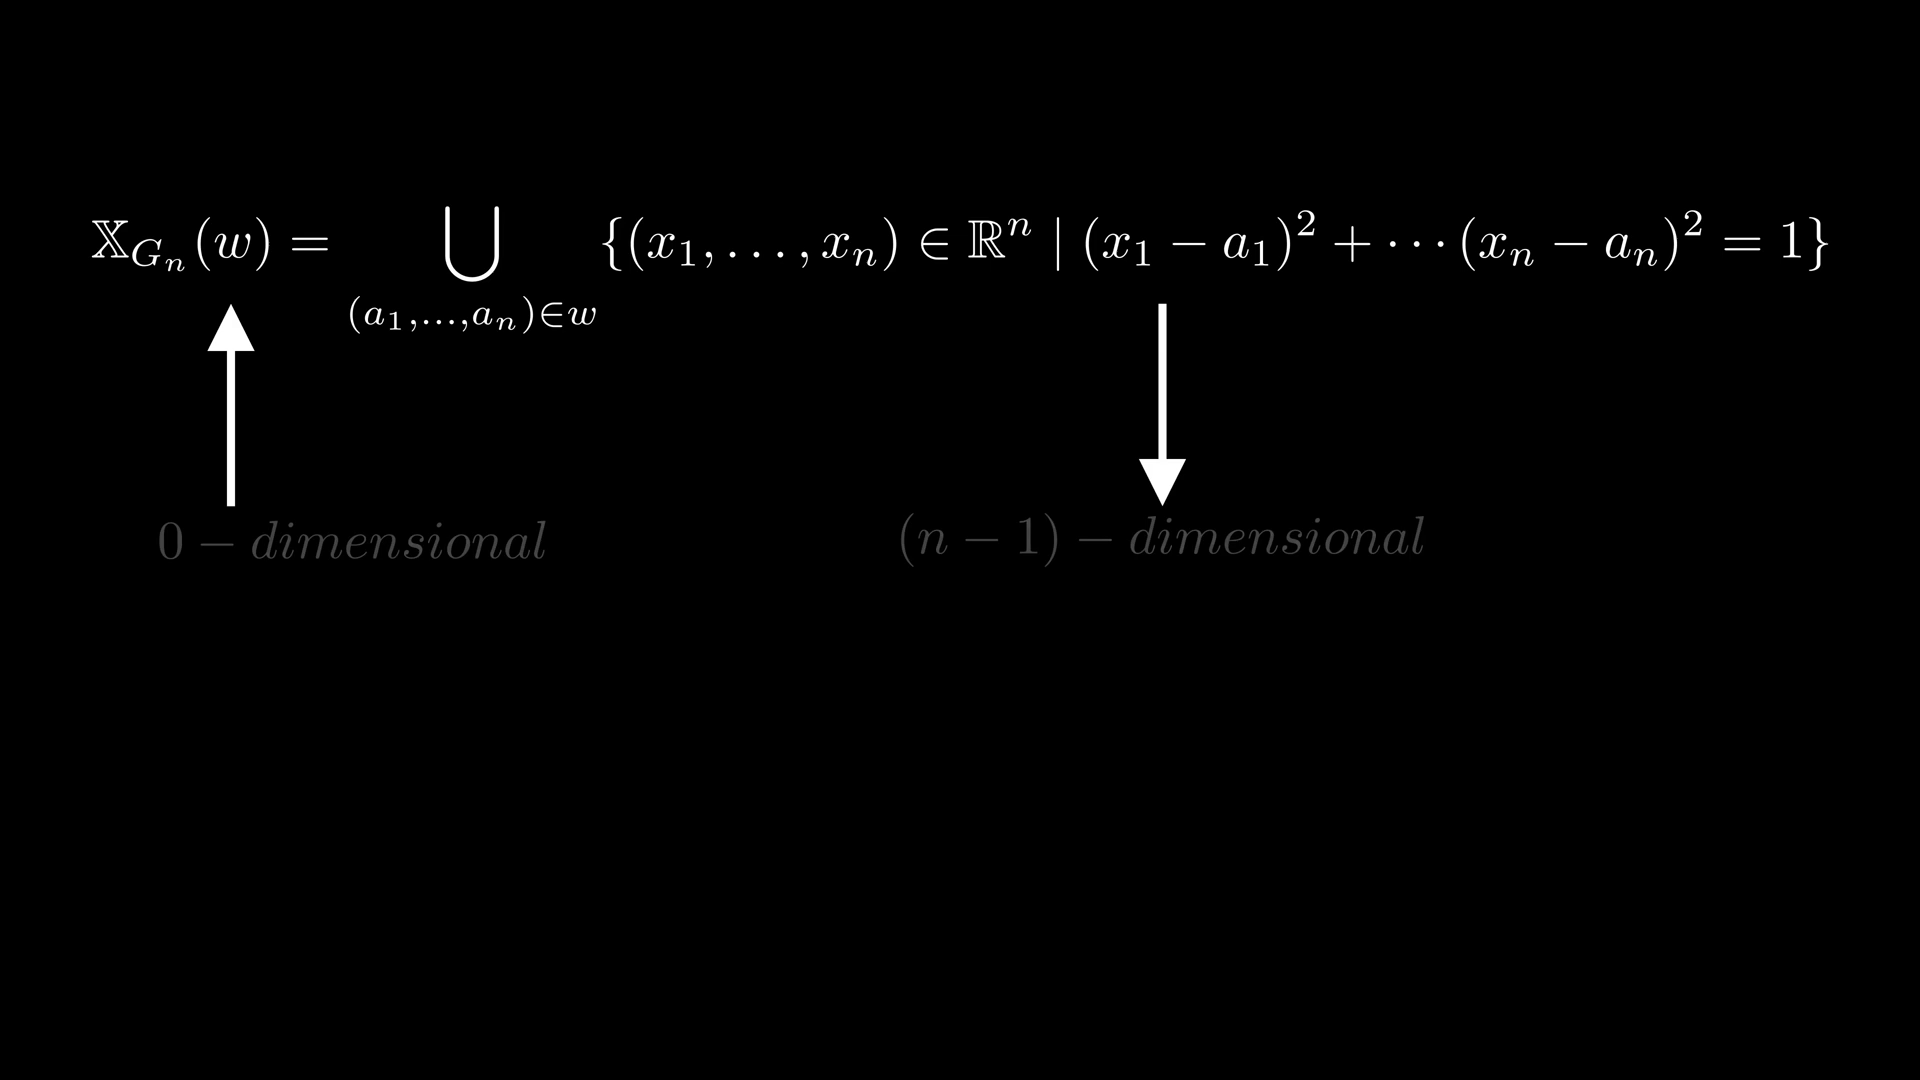 𝕏_{G_n}(w) = ⋃_{(a_1,...,a_n)∈w} {(x_1, ..., x_n) ∈ ℝ^n | (x_1 − a_1)^2 + ⋯ (x_n − a_n)^2 = 1}
0 − dimensional (n − 1) − dimensional